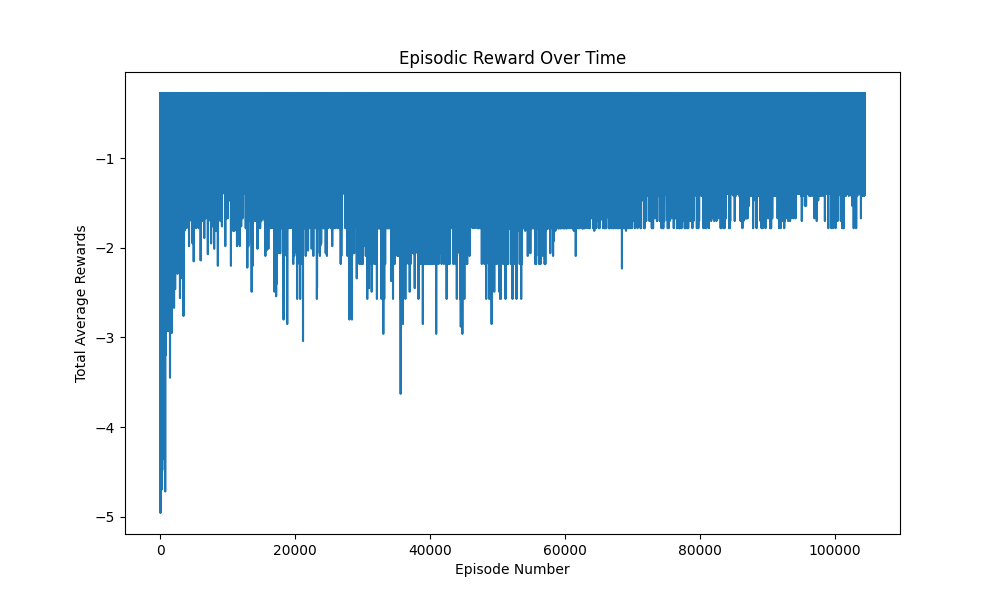 Episodic Reward Over Time
Total Average Rewards
−1
−2
−3
−4
−5
0 20000 40000 60000 80000 100000
Episode Number